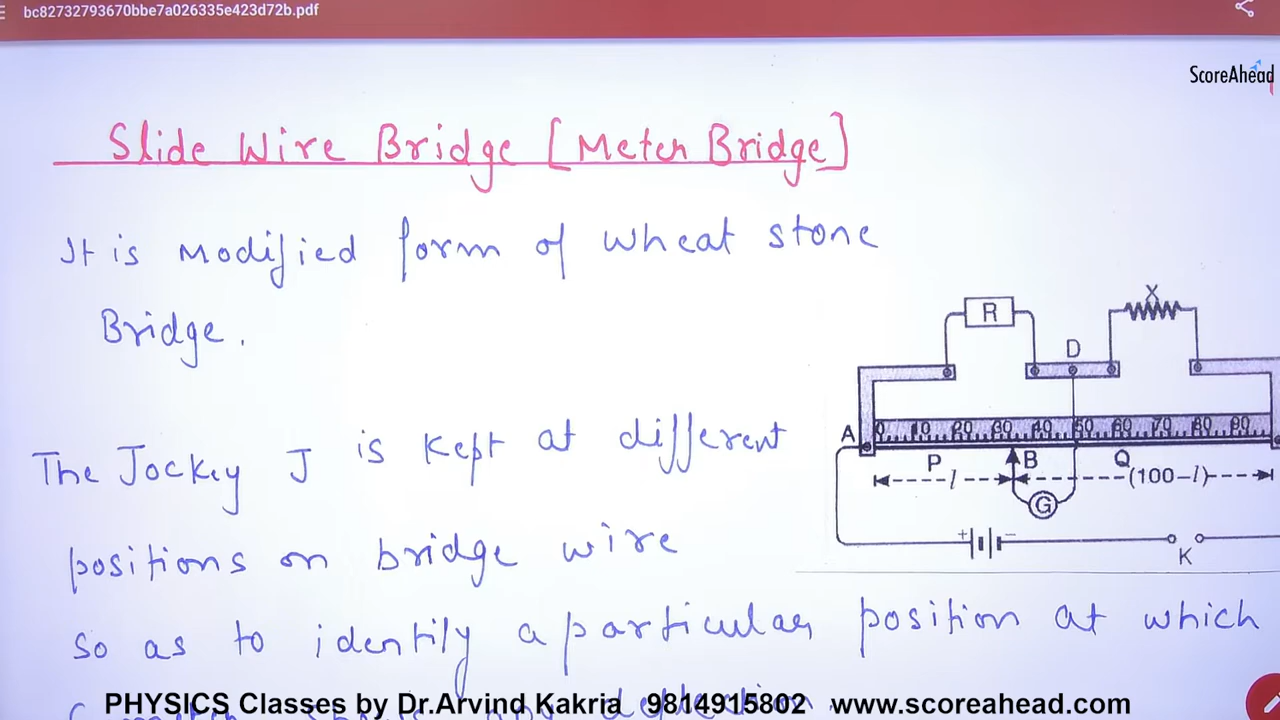 bc82732793670bbe7a026335e423d72b.pdf
ScoreAhead
Slide Wire Bridge [Meter Bridge]
It is Modified form of wheat stone
Bridge.
R
X
D
A 0 10 20 30 40 50 60 70 80 90
P B Q
l (100-l)
G
+ -
K
The Jockey J is Kept at different
positions on bridge wire
so as to identify a particular position at which
PHYSICS Classes by Dr.Arvind Kakria 9814915802 www.scoreahead.com